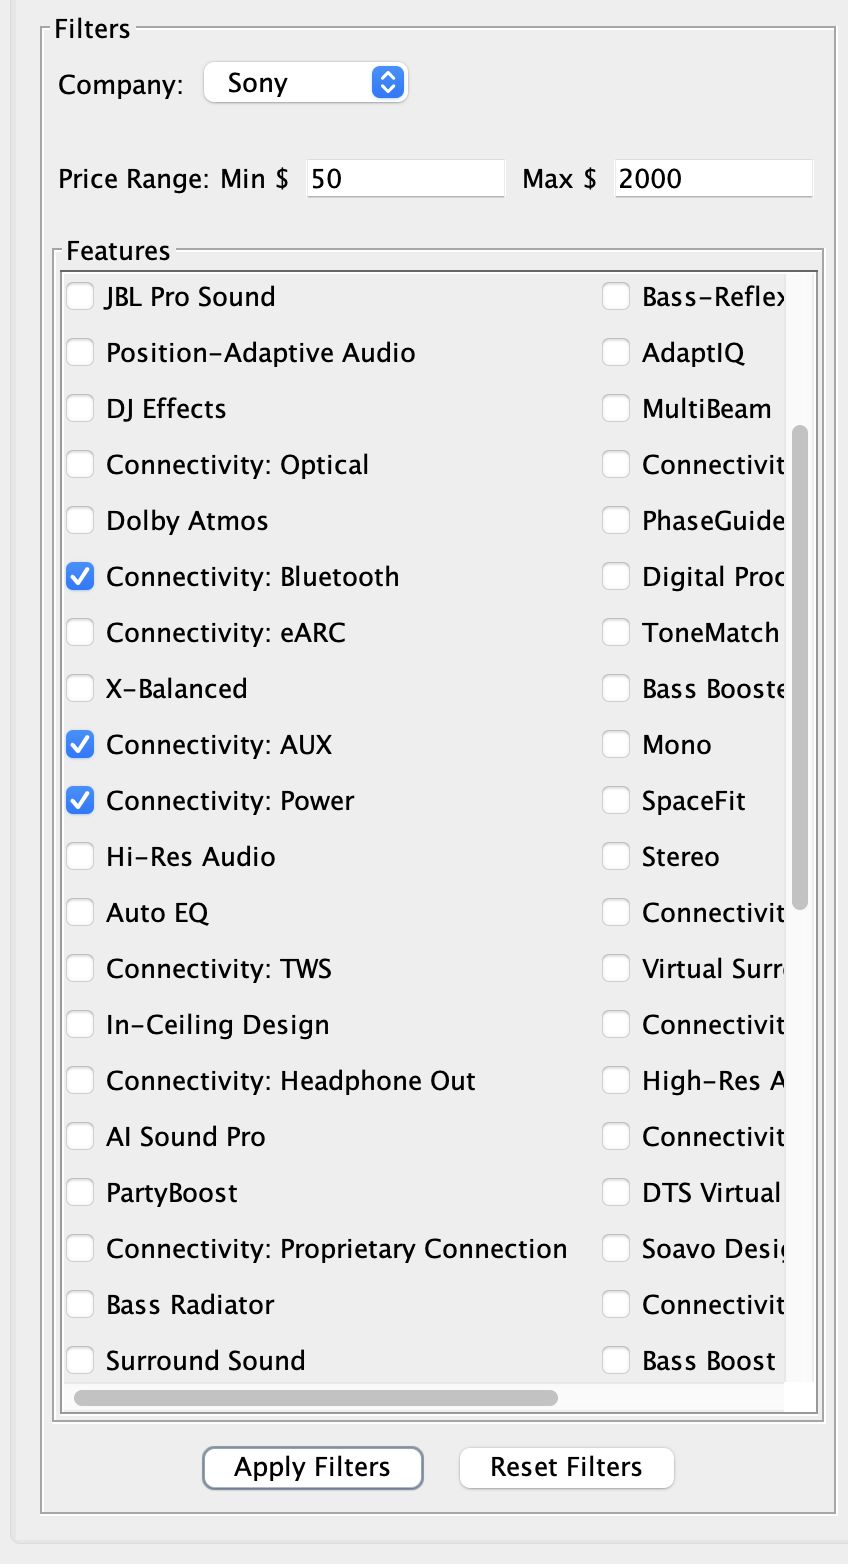 Filters
Company: Sony
Price Range: Min $ 50 Max $ 2000
Features
JBL Pro Sound Bass-Reflex
Position-Adaptive Audio AdaptIQ
DJ Effects MultiBeam
Connectivity: Optical Connectivit
Dolby Atmos PhaseGuide
Connectivity: Bluetooth Digital Proc
Connectivity: eARC ToneMatch
X-Balanced Bass Booste
Connectivity: AUX Mono
Connectivity: Power SpaceFit
Hi-Res Audio Stereo
Auto EQ Connectivit
Connectivity: TWS Virtual Surr
In-Ceiling Design Connectivit
Connectivity: Headphone Out High-Res A
AI Sound Pro Connectivit
PartyBoost DTS Virtual
Connectivity: Proprietary Connection Soavo Desig
Bass Radiator Connectivit
Surround Sound Bass Boost
Apply Filters Reset Filters